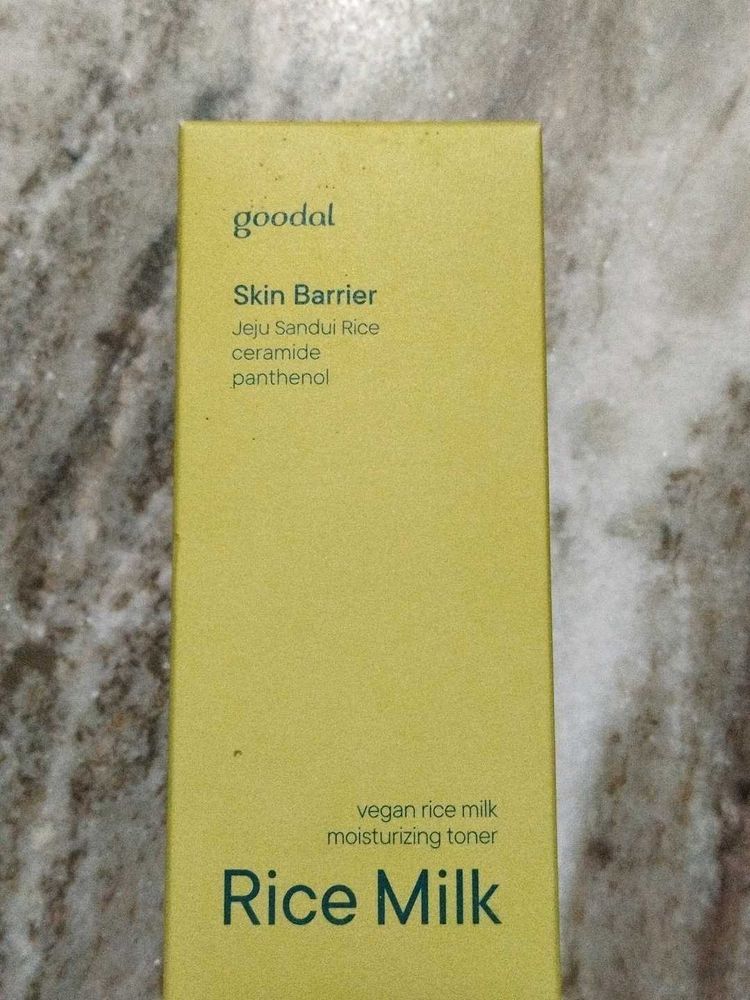 goodal
Skin Barrier
Jeju Sandui Rice
ceramide
panthenol
vegan rice milk
moisturizing toner
Rice Milk